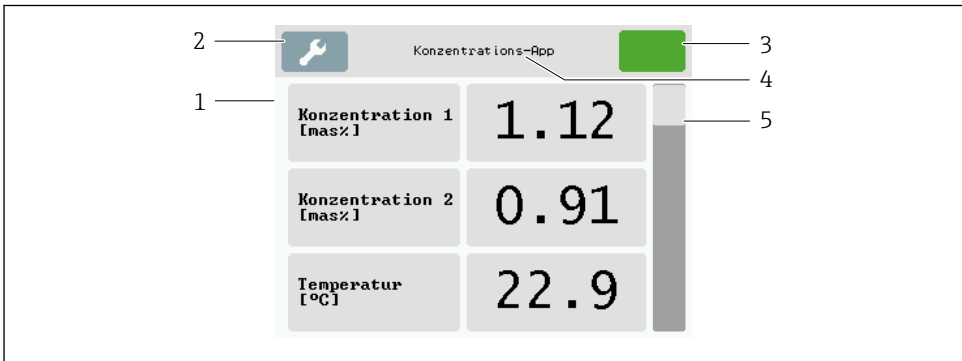 2
Konzentrations-App
3
4
1
Konzentration 1
[mas%]
1.12
5
Konzentration 2
[mas%]
0.91
Temperatur
[ºC]
22.9